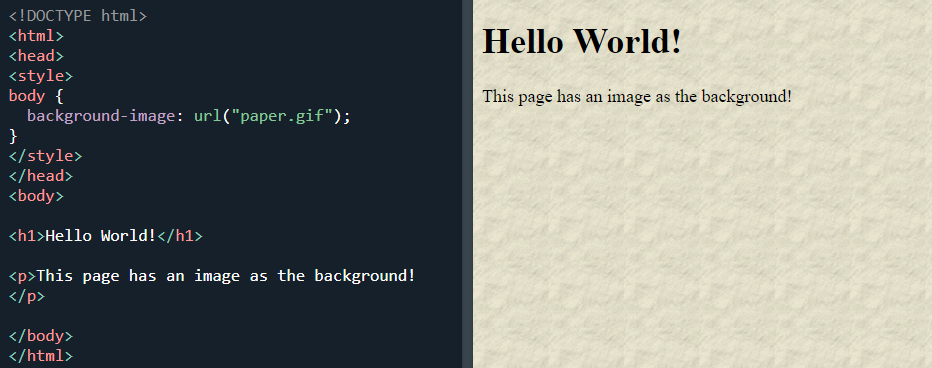 <!DOCTYPE html>
<html>
<head>
<style>
body {
  background-image: url("paper.gif");
}
</style>
</head>
<body>

<h1>Hello World!</h1>

<p>This page has an image as the background!
</p>

</body>
</html>
Hello World!
This page has an image as the background!